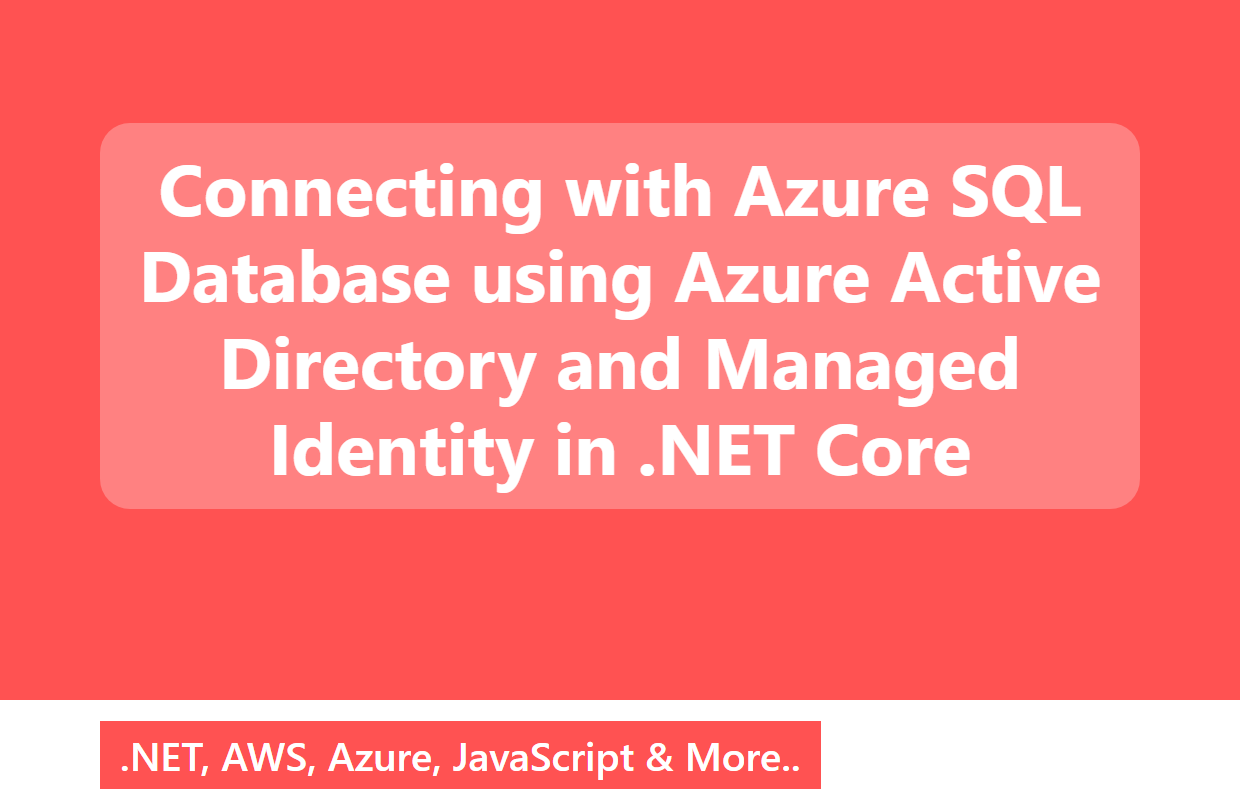 Connecting with Azure SQL
Database using Azure Active
Directory and Managed
Identity in .NET Core
.NET, AWS, Azure, JavaScript & More..